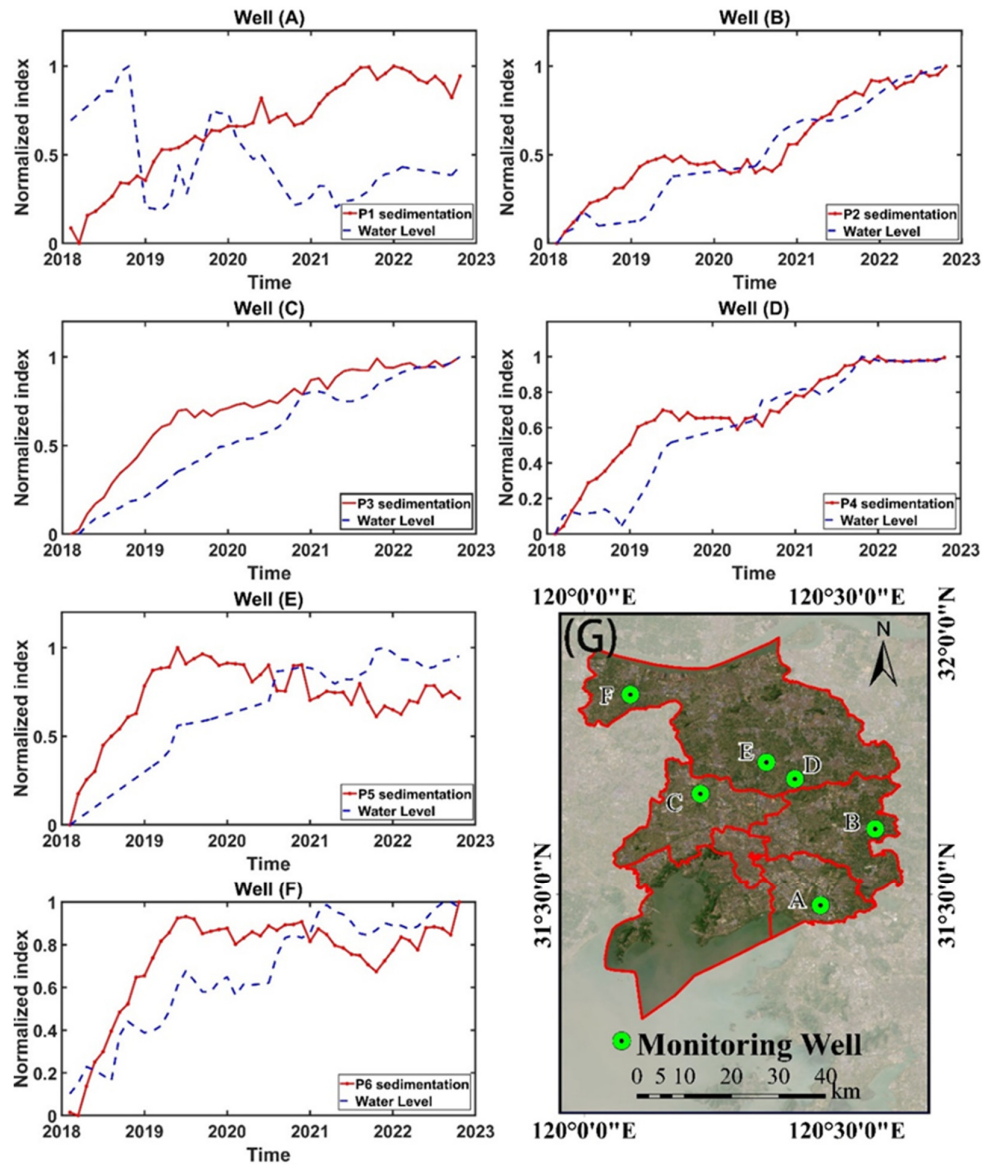 Well (A)
Normalized index
1
0.5
0
P1 sedimentation
Water Level
2018 2019 2020 2021 2022 2023
Time
Well (B)
Normalized index
1
0.5
0
P2 sedimentation
Water Level
2018 2019 2020 2021 2022 2023
Time
Well (C)
Normalized index
1
0.5
0
P3 sedimentation
Water Level
2018 2019 2020 2021 2022 2023
Time
Well (D)
Normalized index
1
0.8
0.6
0.4
0.2
0
P4 sedimentation
Water Level
2018 2019 2020 2021 2022 2023
Time
Well (E)
Normalized index
1
0.5
0
P5 sedimentation
Water Level
2018 2019 2020 2021 2022 2023
Time
Well (F)
Normalized index
1
0.8
0.6
0.4
0.2
0
P6 sedimentation
Water Level
2018 2019 2020 2021 2022 2023
Time
120°0'0"E 120°30'0"E
(G)
N
32°0'0"N
F
E
D
C
B
A
31°30'0"N 31°30'0"N
Monitoring Well
0 5 10 20 30 40
km
120°0'0"E 120°30'0"E